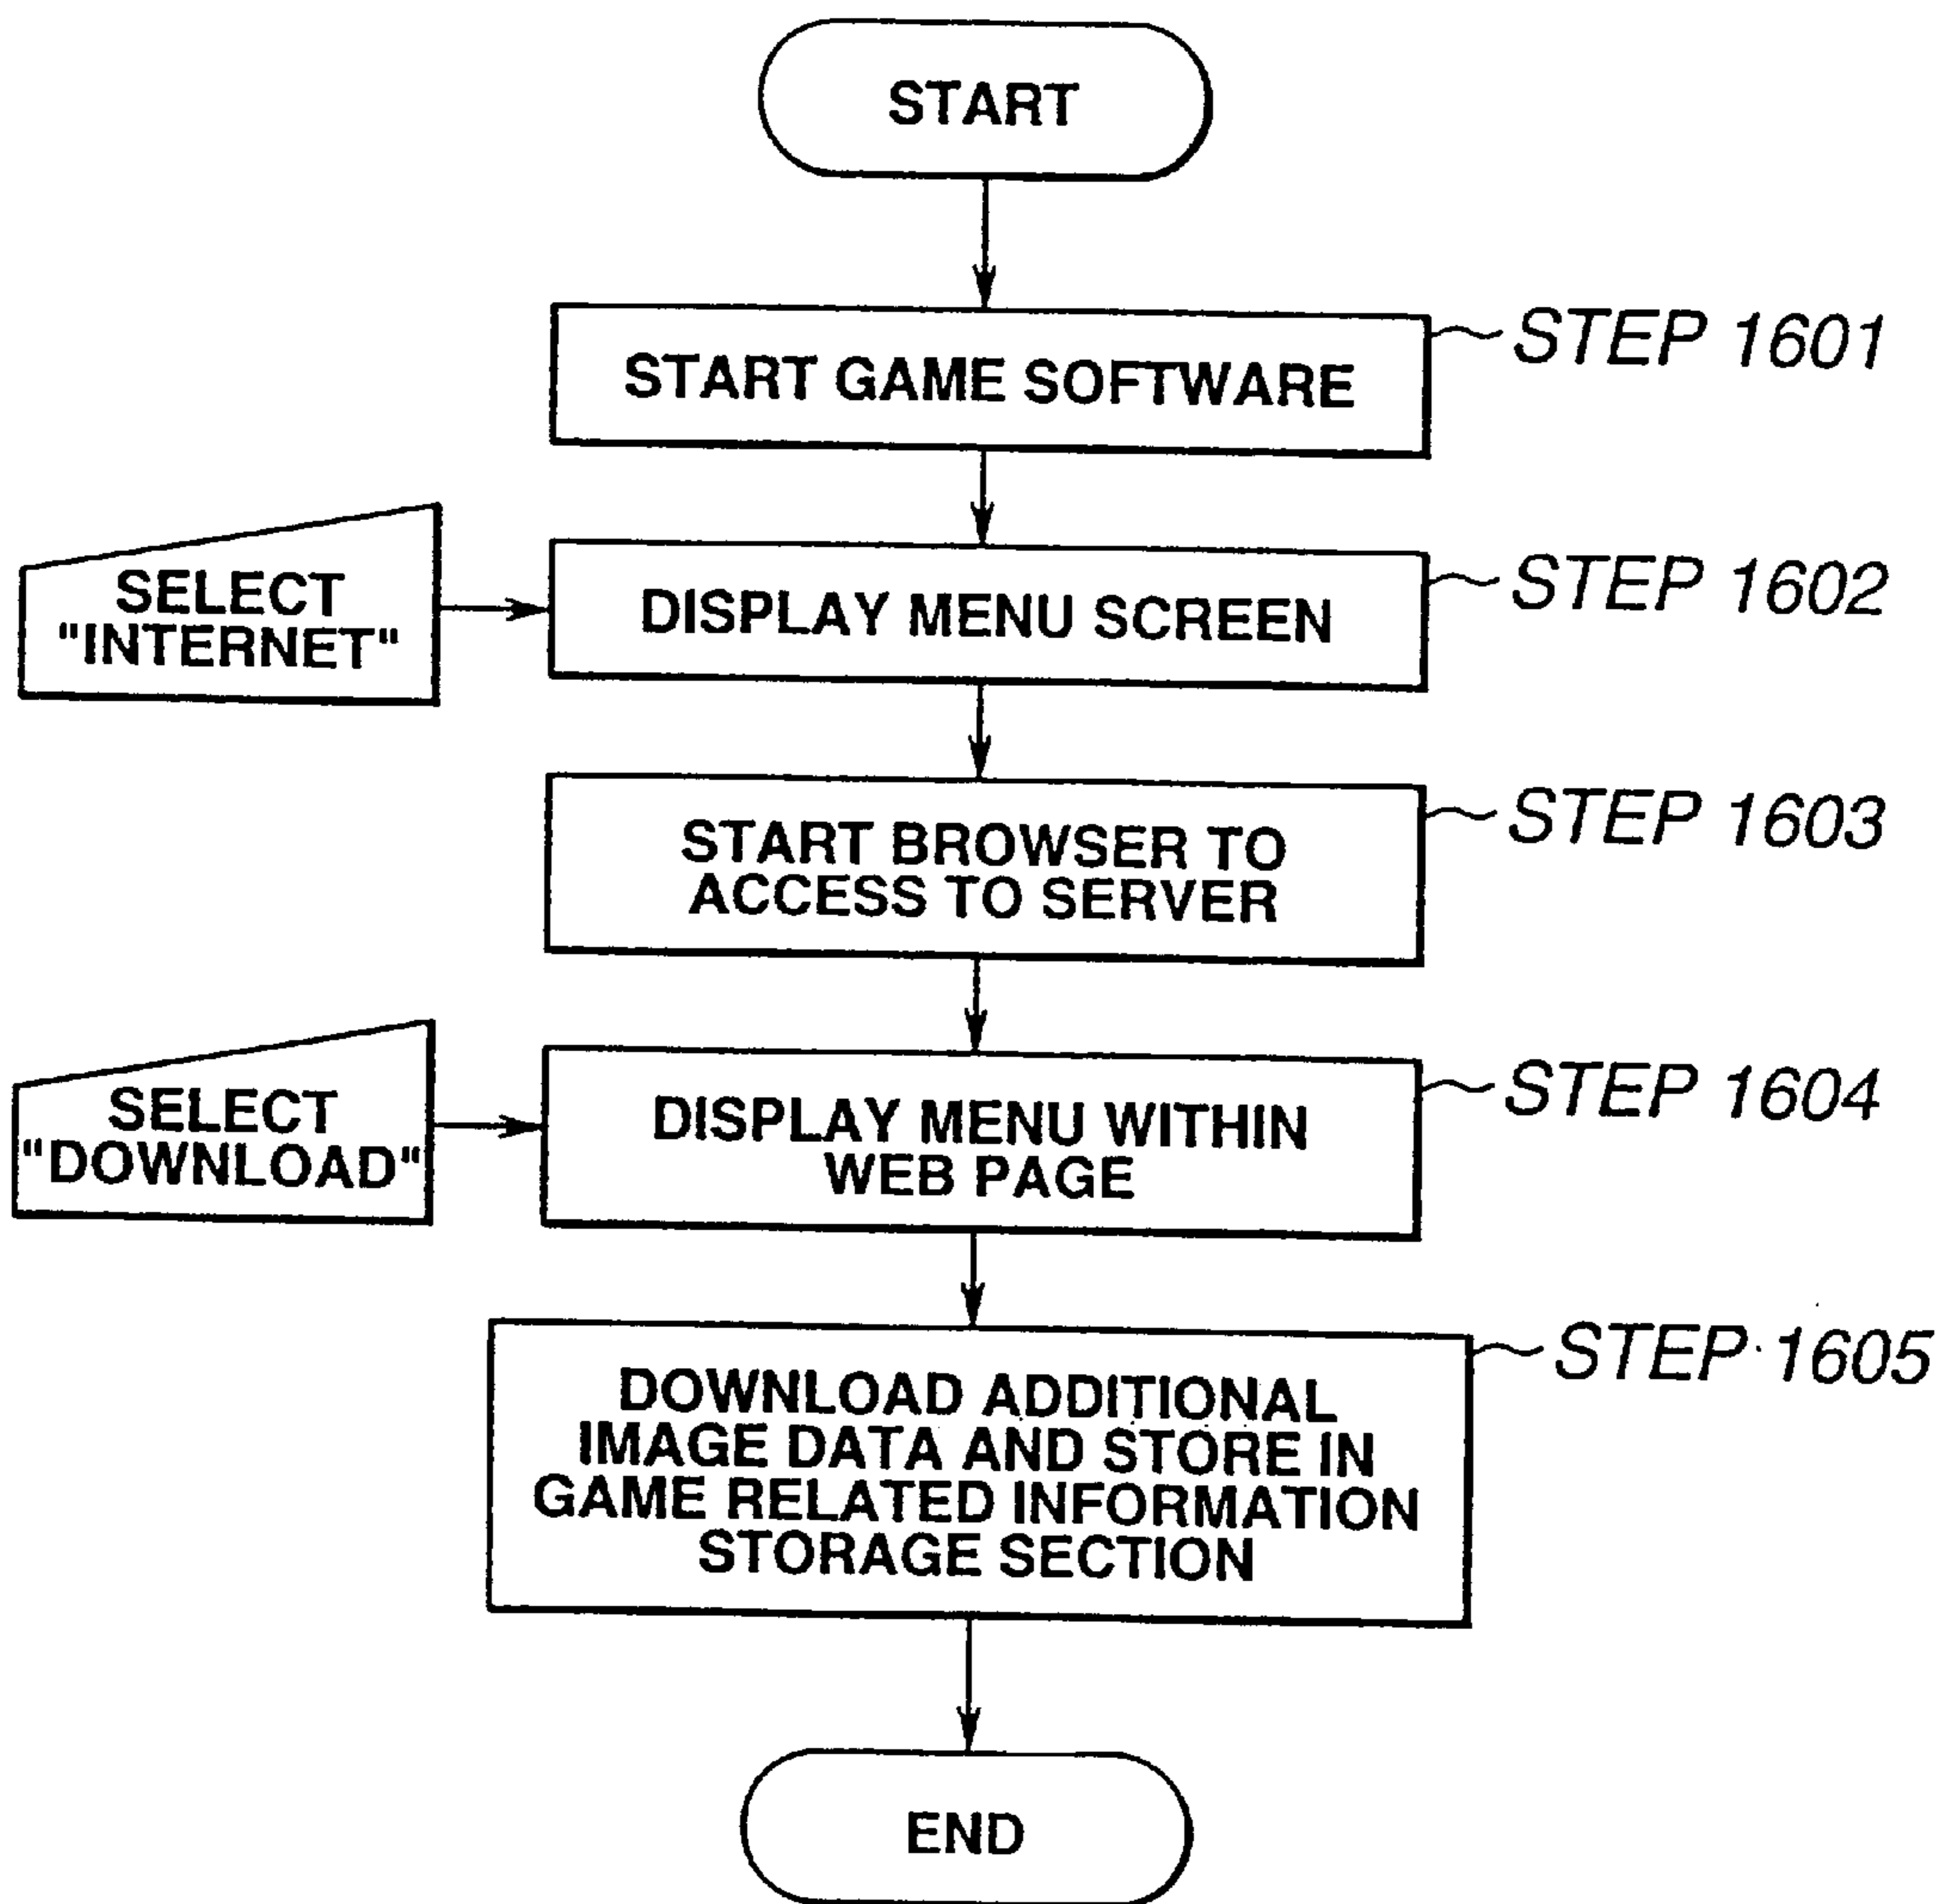 START
START GAME SOFTWARE
STEP 1601
SELECT
"INTERNET"
DISPLAY MENU SCREEN
STEP 1602
START BROWSER TO
ACCESS TO SERVER
STEP 1603
SELECT
"DOWNLOAD"
DISPLAY MENU WITHIN
WEB PAGE
STEP 1604
DOWNLOAD ADDITIONAL
IMAGE DATA AND STORE IN
GAME RELATED INFORMATION
STORAGE SECTION
STEP 1605
END